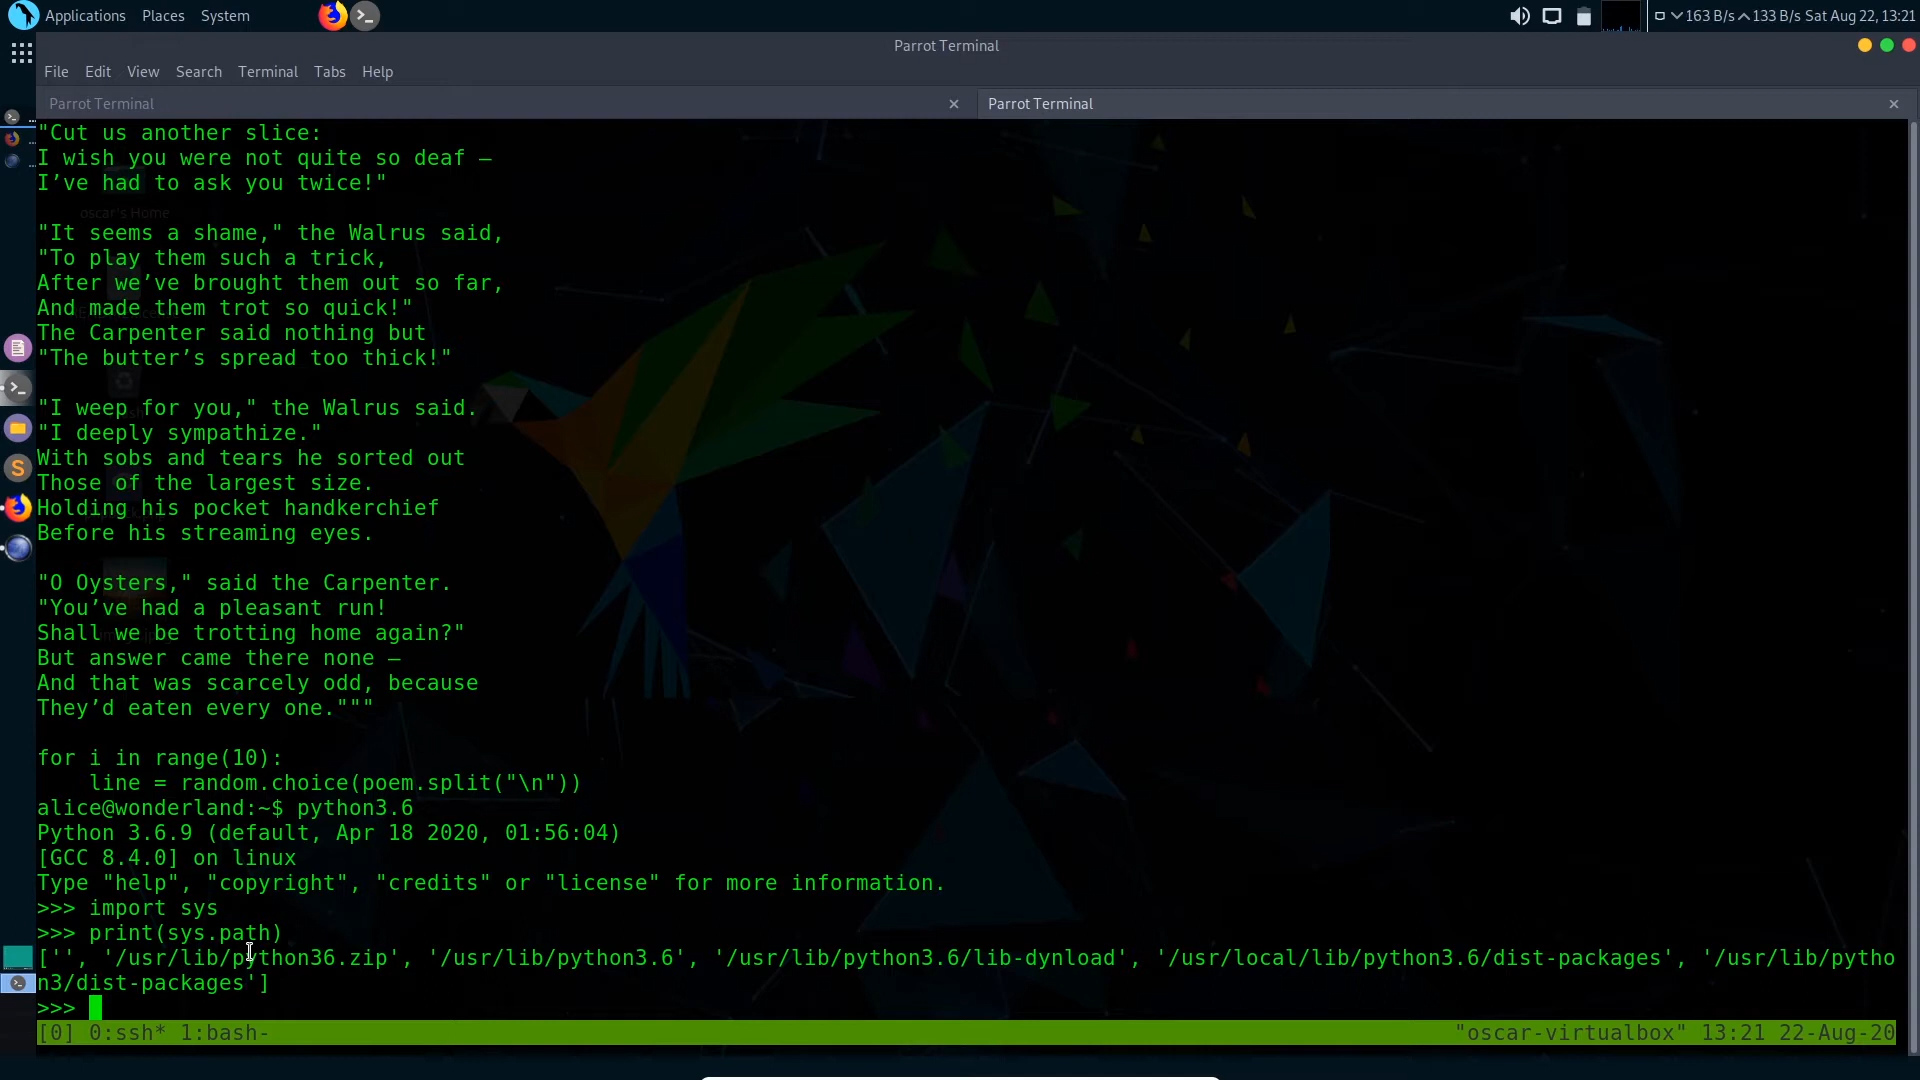 Applications Places System
163 B/s 133 B/s Sat Aug 22, 13:21
Parrot Terminal
File Edit View Search Terminal Tabs Help
Parrot Terminal
Parrot Terminal
"Cut us another slice:
I wish you were not quite so deaf —
I’ve had to ask you twice!"
oscar's Home
"It seems a shame," the Walrus said,
"To play them such a trick,
After we’ve brought them out so far,
And made them trot so quick!"
The Carpenter said nothing but
"The butter’s spread too thick!"
"I weep for you," the Walrus said.
"I deeply sympathize."
With sobs and tears he sorted out
Those of the largest size.
Holding his pocket handkerchief
Before his streaming eyes.
"O Oysters," said the Carpenter.
"You’ve had a pleasant run!
Shall we be trotting home again?"
But answer came there none —
And that was scarcely odd, because
They’d eaten every one."""
for i in range(10):
    line = random.choice(poem.split("\n"))
alice@wonderland:~$ python3.6
Python 3.6.9 (default, Apr 18 2020, 01:56:04)
[GCC 8.4.0] on linux
Type "help", "copyright", "credits" or "license" for more information.
>>> import sys
>>> print(sys.path)
['', '/usr/lib/python36.zip', '/usr/lib/python3.6', '/usr/lib/python3.6/lib-dynload', '/usr/local/lib/python3.6/dist-packages', '/usr/lib/pytho
n3/dist-packages']
>>>
[0] 0:ssh* 1:bash- "oscar-virtualbox" 13:21 22-Aug-20